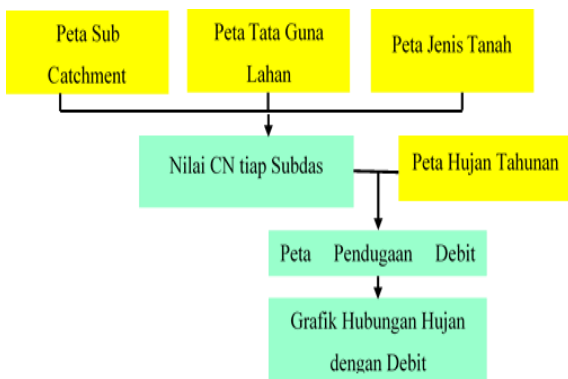 Peta Sub
Catchment
Peta Tata Guna
Lahan
Peta Jenis Tanah
Nilai CN tiap Subdas
Peta Hujan Tahunan
Peta Pendugaan Debit
Grafik Hubungan Hujan
dengan Debit